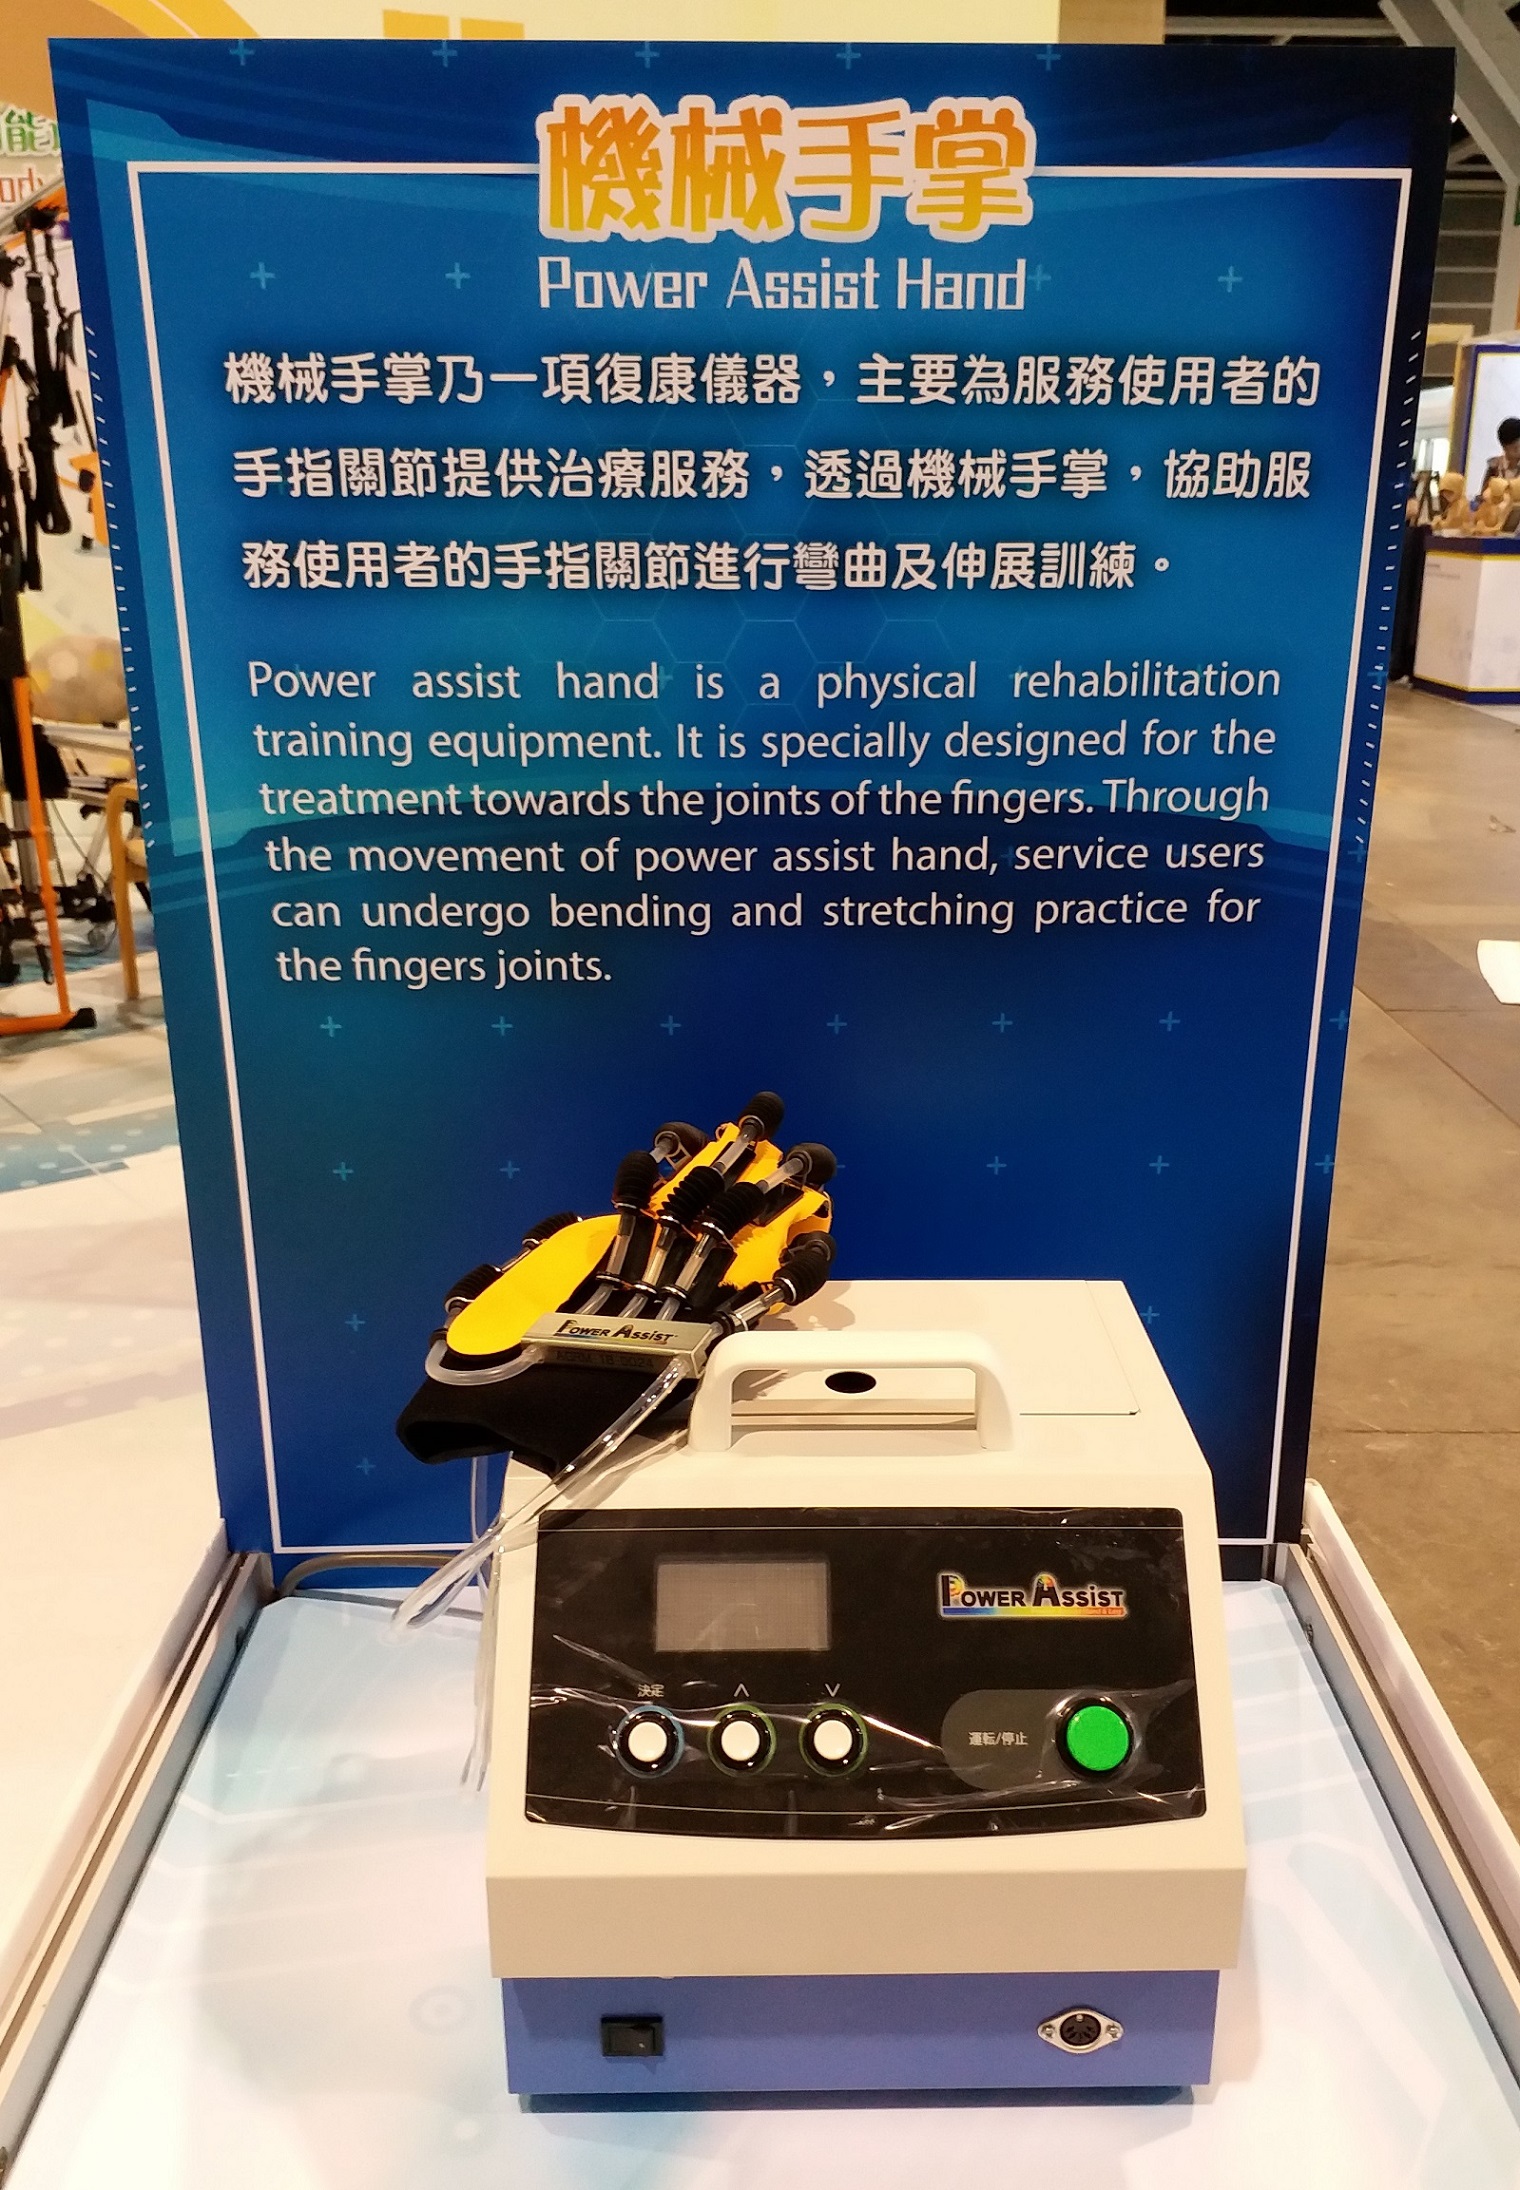 機械手掌
Power Assist Hand
機械手掌乃一項復康儀器，主要為服務使用者的
手指關節提供治療服務，透過機械手掌，協助服
務使用者的手指關節進行彎曲及伸展訓練。
Power assist hand is a physical rehabilitation
training equipment. It is specially designed for the
treatment towards the joints of the fingers. Through
the movement of power assist hand, service users
can undergo bending and stretching practice for
the fingers joints.
能
ody
POWER ASSIST
POWER ASSIST
決定
運転/停止